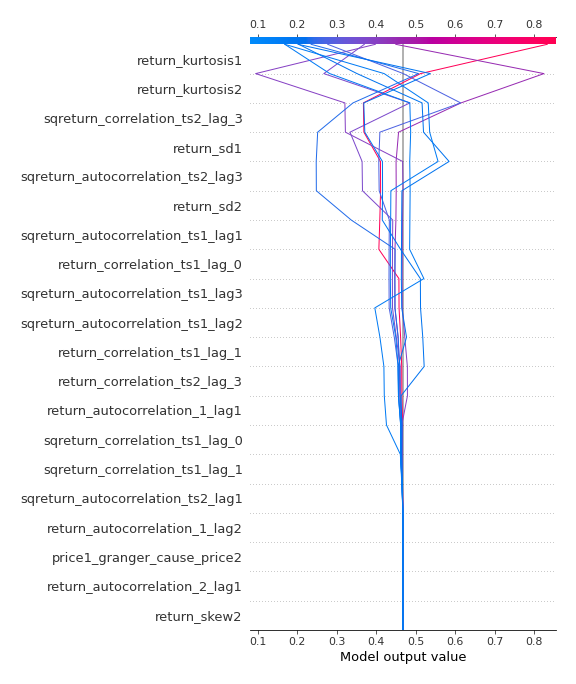 0.1 0.2 0.3 0.4 0.5 0.6 0.7 0.8
return_kurtosis1
return_kurtosis2
sqreturn_correlation_ts2_lag_3
return_sd1
sqreturn_autocorrelation_ts2_lag3
return_sd2
sqreturn_autocorrelation_ts1_lag1
return_correlation_ts1_lag_0
sqreturn_autocorrelation_ts1_lag3
sqreturn_autocorrelation_ts1_lag2
return_correlation_ts1_lag_1
return_correlation_ts2_lag_3
return_autocorrelation_1_lag1
sqreturn_correlation_ts1_lag_0
sqreturn_correlation_ts1_lag_1
sqreturn_autocorrelation_ts2_lag1
return_autocorrelation_1_lag2
price1_granger_cause_price2
return_autocorrelation_2_lag1
return_skew2
0.1 0.2 0.3 0.4 0.5 0.6 0.7 0.8
Model output value